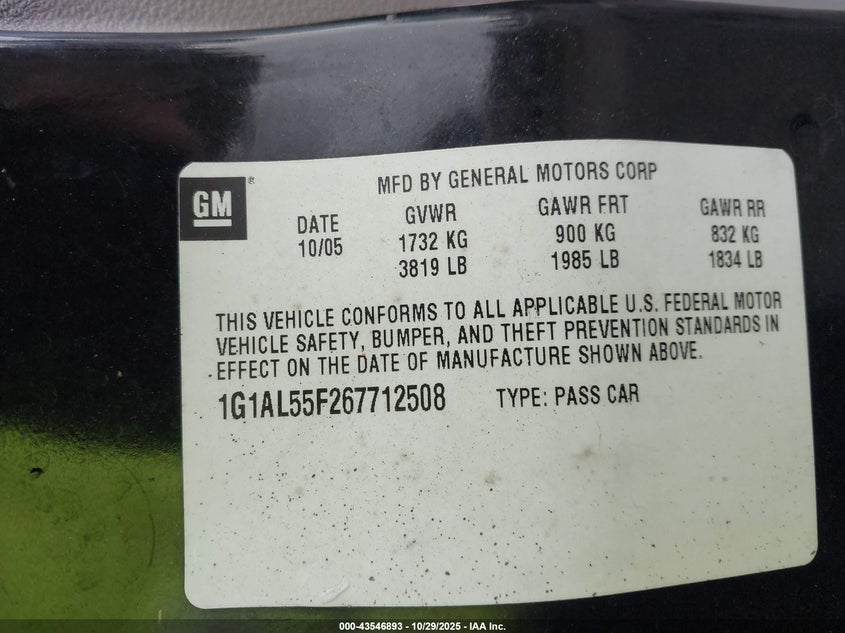 MFD BY GENERAL MOTORS CORP
GM®
DATE GVWR GAWR FRT GAWR RR
10/05 1732 KG 900 KG 832 KG
3819 LB 1985 LB 1834 LB
THIS VEHICLE CONFORMS TO ALL APPLICABLE U.S. FEDERAL MOTOR
VEHICLE SAFETY, BUMPER, AND THEFT PREVENTION STANDARDS IN
EFFECT ON THE DATE OF MANUFACTURE SHOWN ABOVE.
1G1AL55F267712508 TYPE: PASS CAR
000-43546893 - 10/29/2025 - IAA Inc.